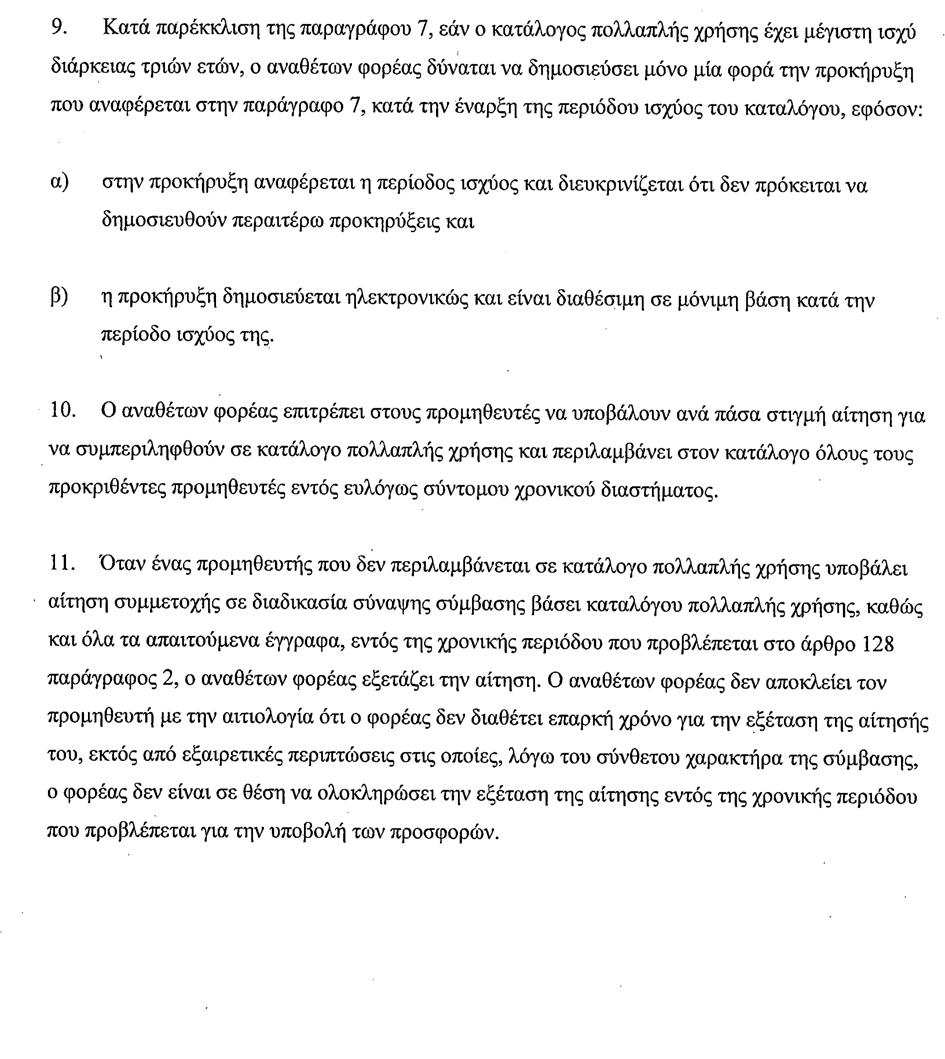 9. Κατά παρέκκλιση της παραγράφου 7, εάν ο κατάλογος πολλαπλής χρήσης έχει μέγιστη ισχύ
διάρκειας τριών ετών, ο αναθέτων φορέας δύναται να δημοσιεύσει μόνο μία φορά την προκήρυξη
που αναφέρεται στην παράγραφο 7, κατά την έναρξη της περιόδου ισχύος του καταλόγου, εφόσον:
α) στην προκήρυξη αναφέρεται η περίοδος ισχύος και διευκρινίζεται ότι δεν πρόκειται να
δημοσιευθούν περαιτέρω προκηρύξεις και
β) η προκήρυξη δημοσιεύεται ηλεκτρονικώς και είναι διαθέσιμη σε μόνιμη βάση κατά την
περίοδο ισχύος της.
10. Ο αναθέτων φορέας επιτρέπει στους προμηθευτές να υποβάλουν ανά πάσα στιγμή αίτηση για
να συμπεριληφθούν σε κατάλογο πολλαπλής χρήσης και περιλαμβάνει στον κατάλογο όλους τους
προκριθέντες προμηθευτές εντός ευλόγως σύντομου χρονικού διαστήματος.
11. Όταν ένας προμηθευτής που δεν περιλαμβάνεται σε κατάλογο πολλαπλής χρήσης υποβάλει
αίτηση συμμετοχής σε διαδικασία σύναψης σύμβασης βάσει καταλόγου πολλαπλής χρήσης, καθώς
και όλα τα απαιτούμενα έγγραφα, εντός της χρονικής περιόδου που προβλέπεται στο άρθρο 128
παράγραφος 2, ο αναθέτων φορέας εξετάζει την αίτηση. Ο αναθέτων φορέας δεν αποκλείει τον
προμηθευτή με την αιτιολογία ότι ο φορέας δεν διαθέτει επαρκή χρόνο για την εξέταση της αίτησής
του, εκτός από εξαιρετικές περιπτώσεις στις οποίες, λόγω του σύνθετου χαρακτήρα της σύμβασης,
ο φορέας δεν είναι σε θέση να ολοκληρώσει την εξέταση της αίτησης εντός της χρονικής περιόδου
που προβλέπεται για την υποβολή των προσφορών.